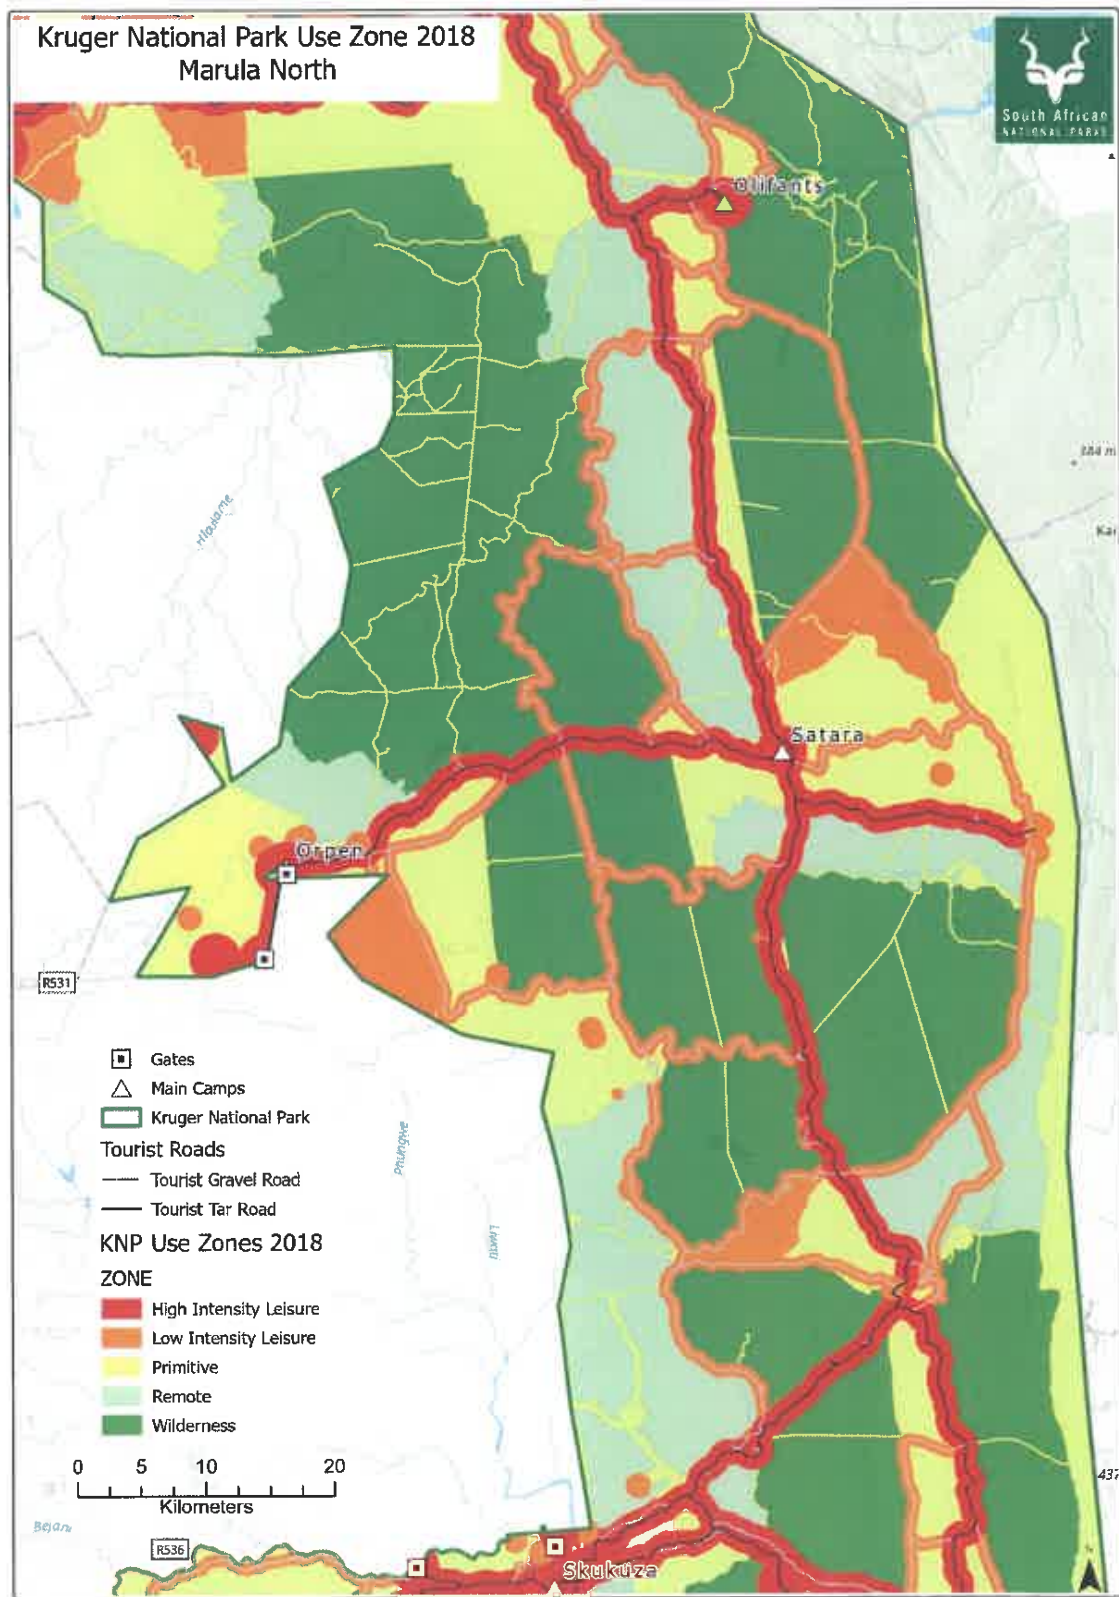 Kruger National Park Use Zone 2018
Marula North
South African
NATIONAL PARKS
Olifants
Satara
Orpen
R531
Gates
Main Camps
Kruger National Park
Tourist Roads
Tourist Gravel Road
Tourist Tar Road
KNP Use Zones 2018
ZONE
High Intensity Leisure
Low Intensity Leisure
Primitive
Remote
Wilderness
0 5 10 20
Kilometers
R536
Skukuza
437